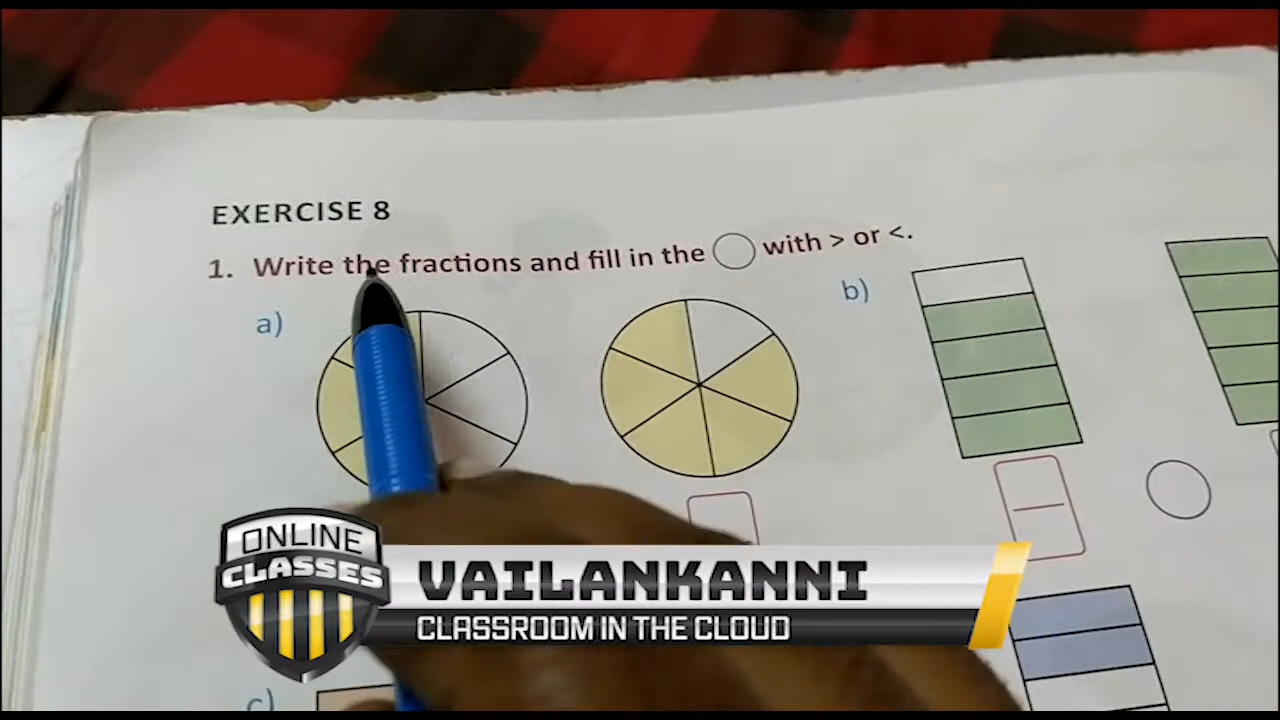 EXERCISE 8
1. Write the fractions and fill in the with > or <.
a)
b)
ONLINE
CLASSES
VAILANKANNI
CLASSROOM IN THE CLOUD
c)